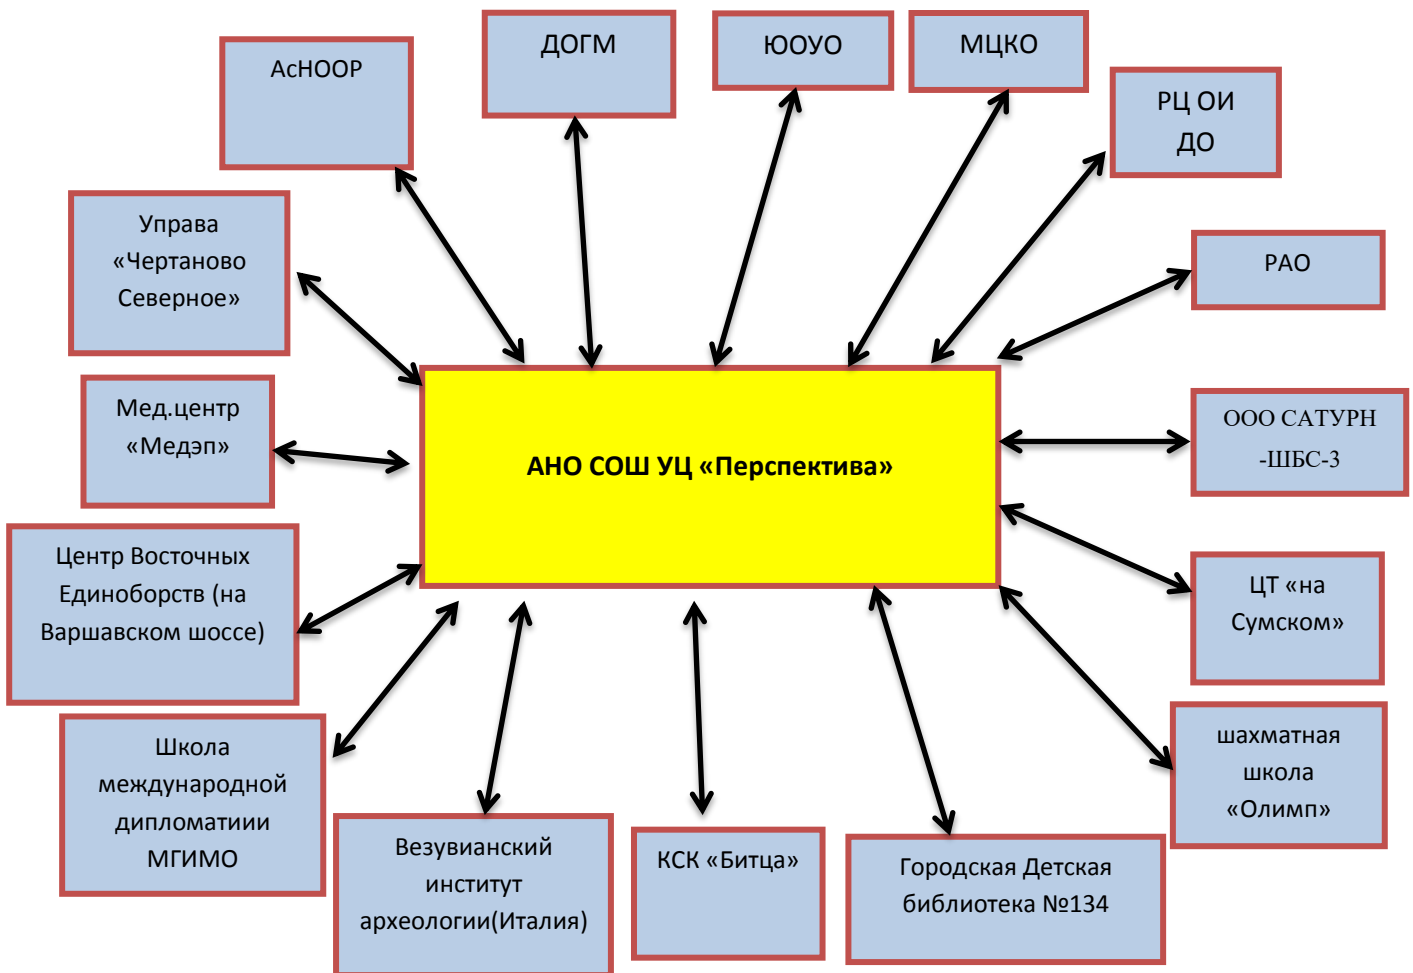 АсНООР
ДОГМ
ЮОУО
МЦКО
РЦ ОИ
ДО
Управа
«Чертаново
Северное»
РАО
Мед.центр
«Медэп»
АНО СОШ УЦ «Перспектива»
ООО САТУРН
-ШБС-3
Центр Восточных
Единоборств (на
Варшавском шоссе)
ЦТ «на
Сумском»
Школа
международной
дипломатиии
МГИМО
шахматная
школа
«Олимп»
Везувианский
институт
археологии(Италия)
КСК «Битца»
Городская Детская
библиотека №134